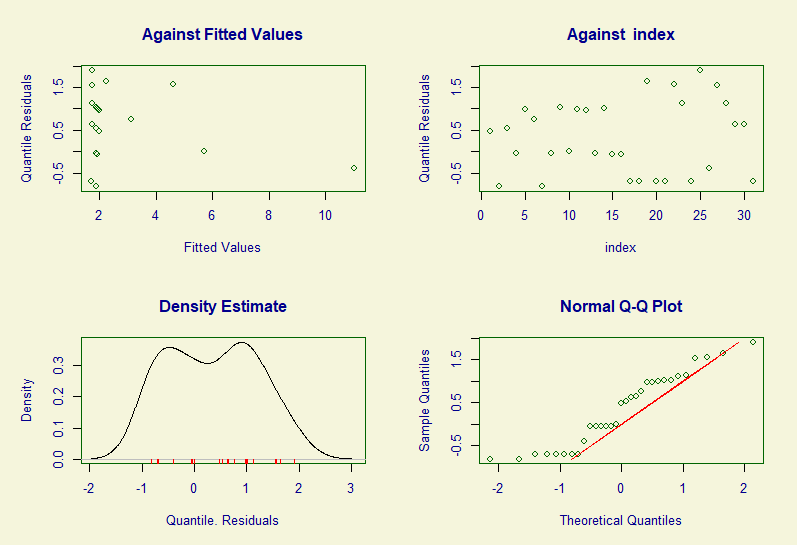 Against Fitted Values
Quantile Residuals
-0.5 0.5 1.5
2 4 6 8 10
Fitted Values
Against  index
Quantile Residuals
-0.5 0.5 1.5
0 5 10 15 20 25 30
index
Density Estimate
Density
0.0 0.1 0.2 0.3
-2 -1 0 1 2 3
Quantile. Residuals
Normal Q-Q Plot
Sample Quantiles
-0.5 0.5 1.5
-2 -1 0 1 2
Theoretical Quantiles